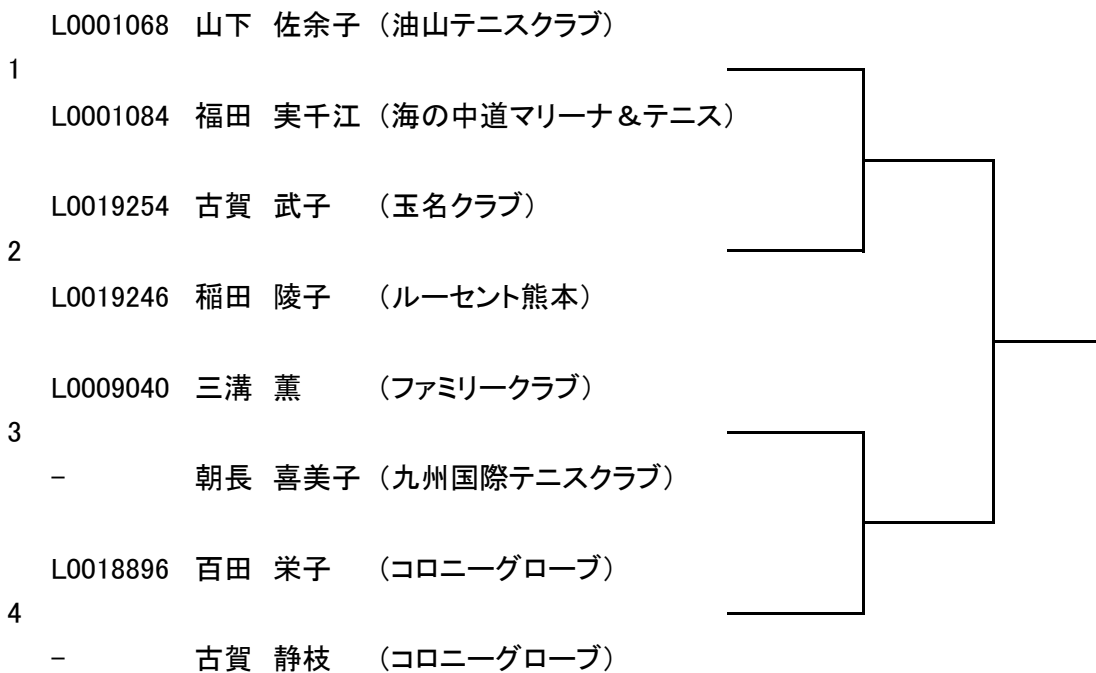 L0001068 山下 佐余子 (油山テニスクラブ)
1
L0001084 福田 実千江 (海の中道マリーナ&テニス)
L0019254 古賀 武子 (玉名クラブ)
2
L0019246 稲田 陵子 (ルーセント熊本)
L0009040 三溝 薫 (ファミリークラブ)
3
- 朝長 喜美子 (九州国際テニスクラブ)
L0018896 百田 栄子 (コロニーグローブ)
4
- 古賀 静枝 (コロニーグローブ)